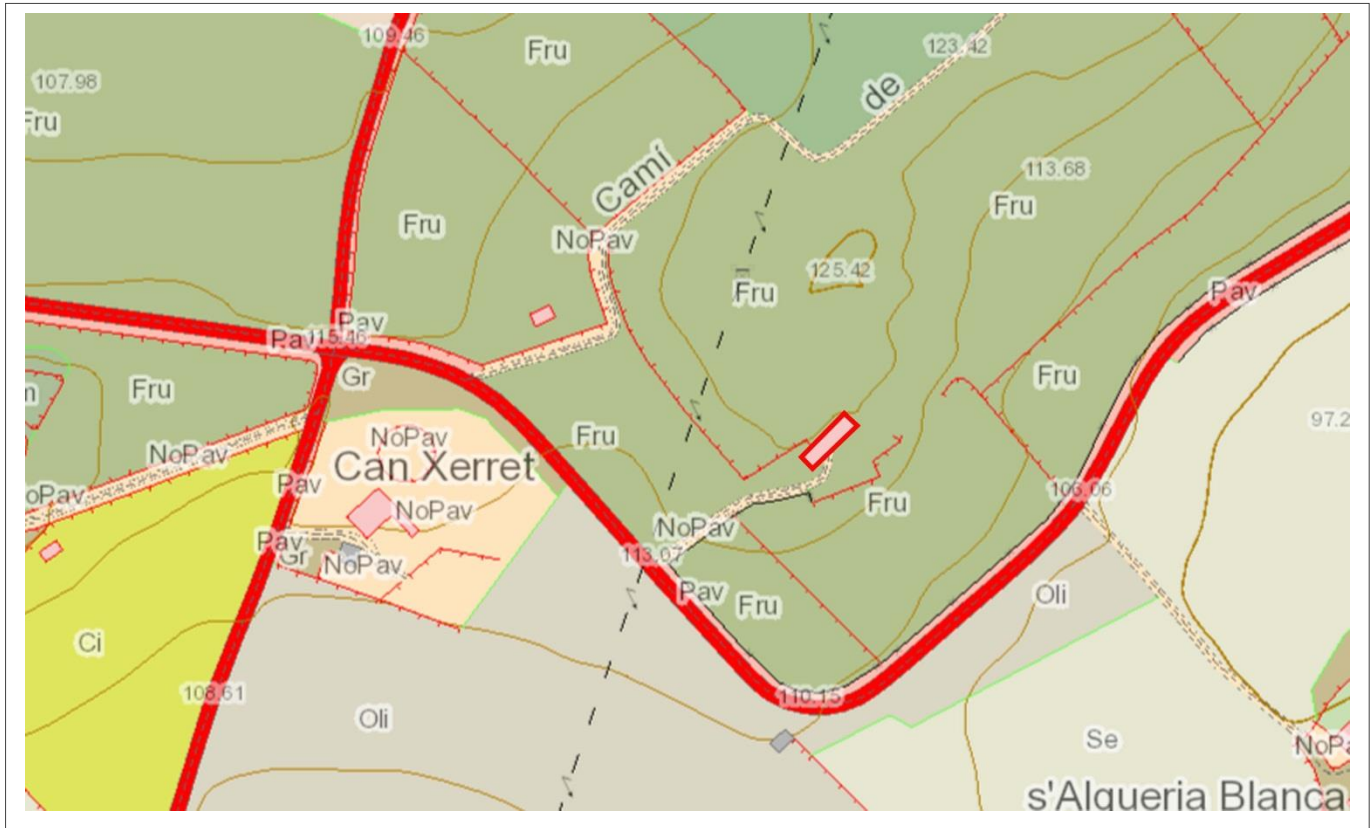 109.46
Fru
123.42
107.98
Fru
de
113.68
Camí
Fru
Fru
NoPav
125.42
Fru
Pav
Pav
Pav
115.46
Gr
Fru
Fru
97.2
Fru
NoPav
NoPav
Can Xerret
Pav
106.06
oPav
NoPav
Fru
NoPav
Pav
Gr
NoPav
113.07
Pav
Fru
Oli
Ci
108.61
110.15
Oli
Se
NoPa
s'Alqueria Blanca